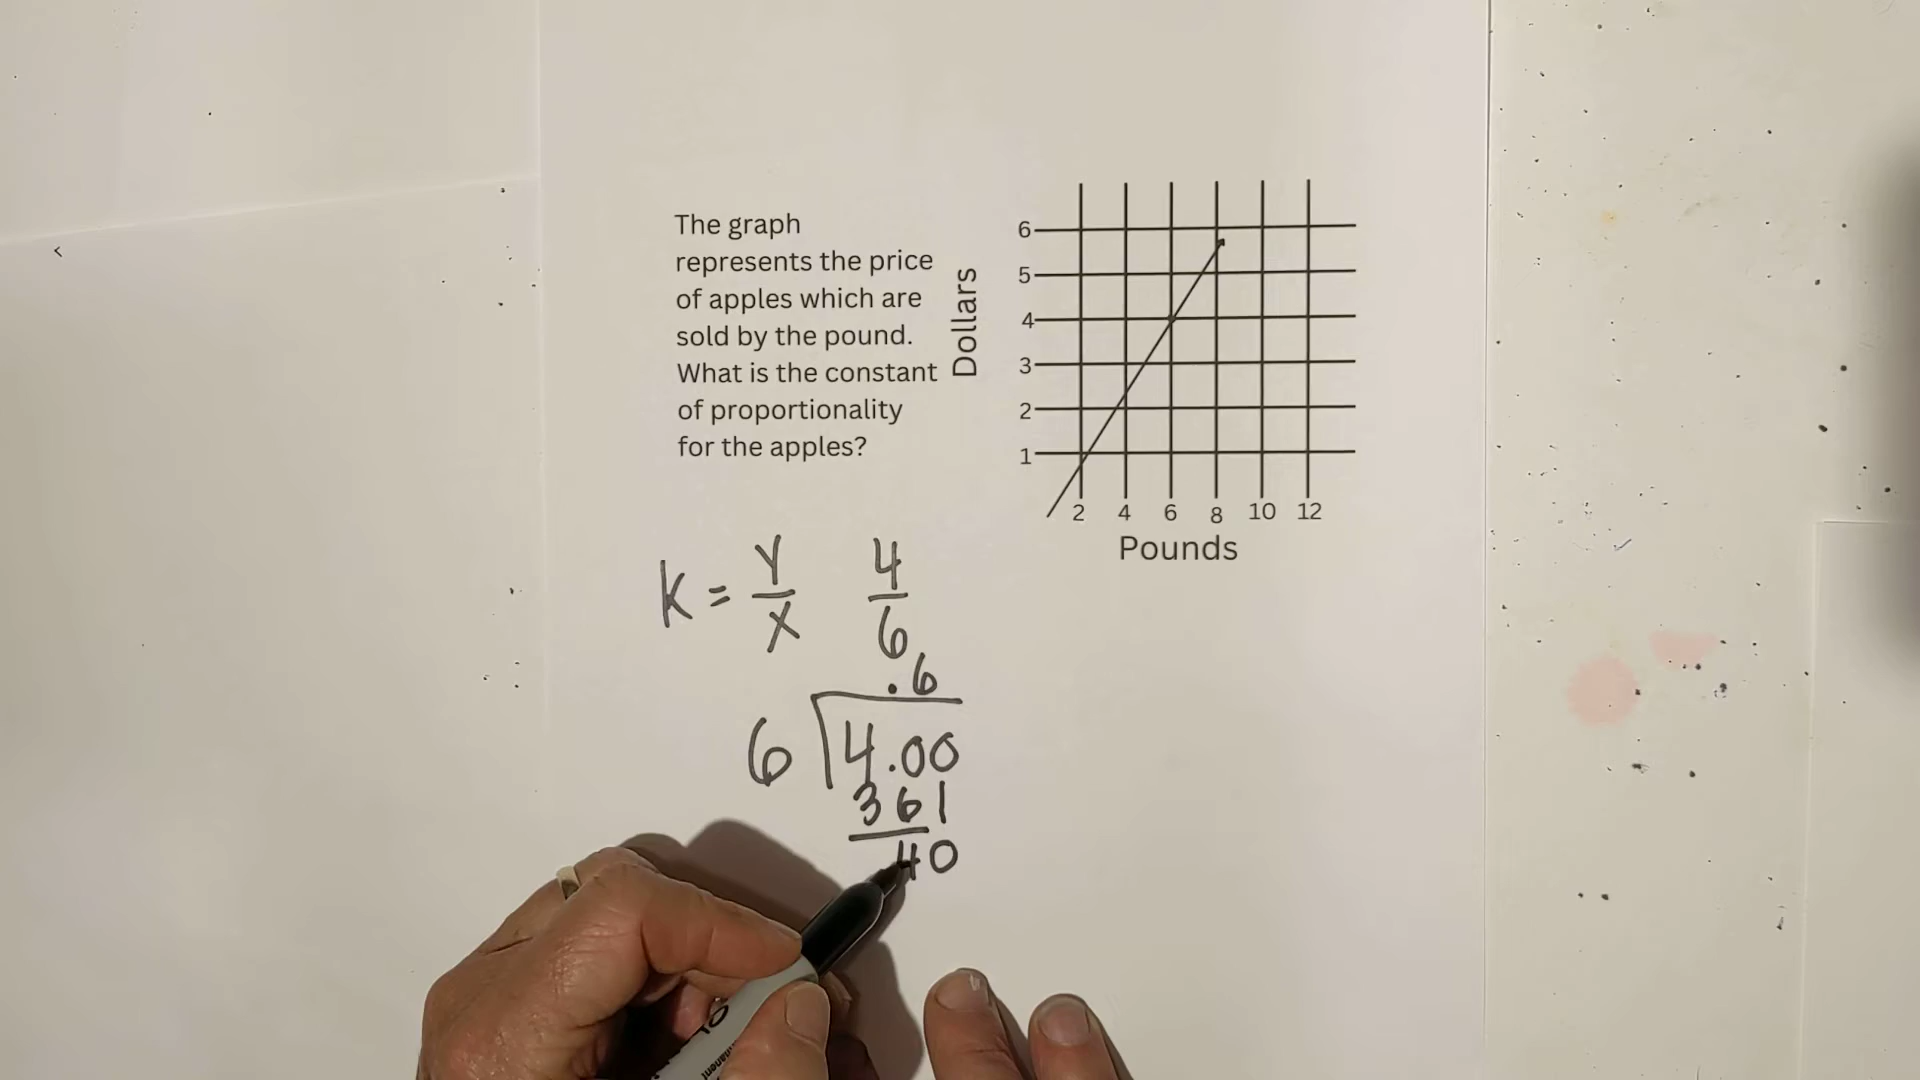 The graph
represents the price
of apples which are
sold by the pound.
What is the constant
of proportionality
for the apples?
Dollars
6
5
4
3
2
1
2 4 6 8 10 12
Pounds
K = Y/X 4/6
.6
6 4.00
361
40